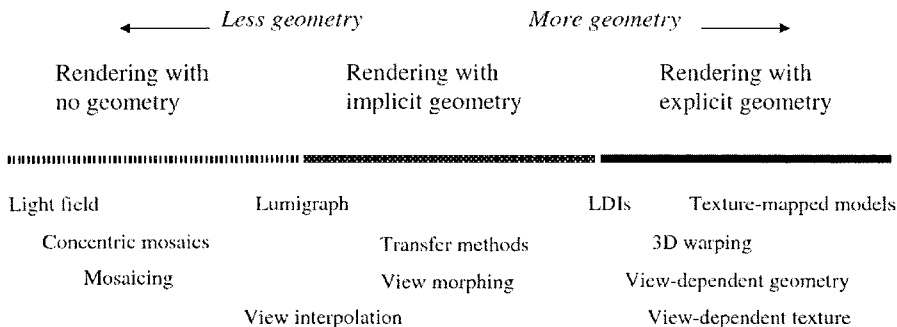 Less geometry More geometry
Rendering with no geometry
Rendering with implicit geometry
Rendering with explicit geometry
Light field Lumigraph LDIs Texture-mapped models
Concentric mosaics Transfer methods 3D warping
Mosaicing View morphing View-dependent geometry
View interpolation View-dependent texture